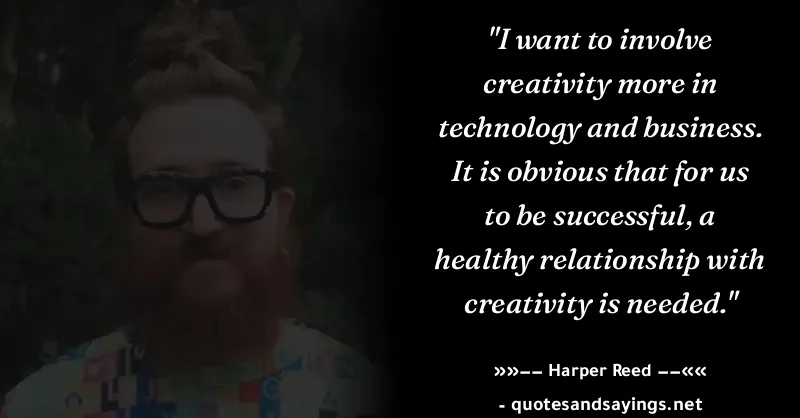 "I want to involve
creativity more in
technology and business.
It is obvious that for us
to be successful, a
healthy relationship with
creativity is needed."
»»−− Harper Reed −−««
- quotesandsayings.net